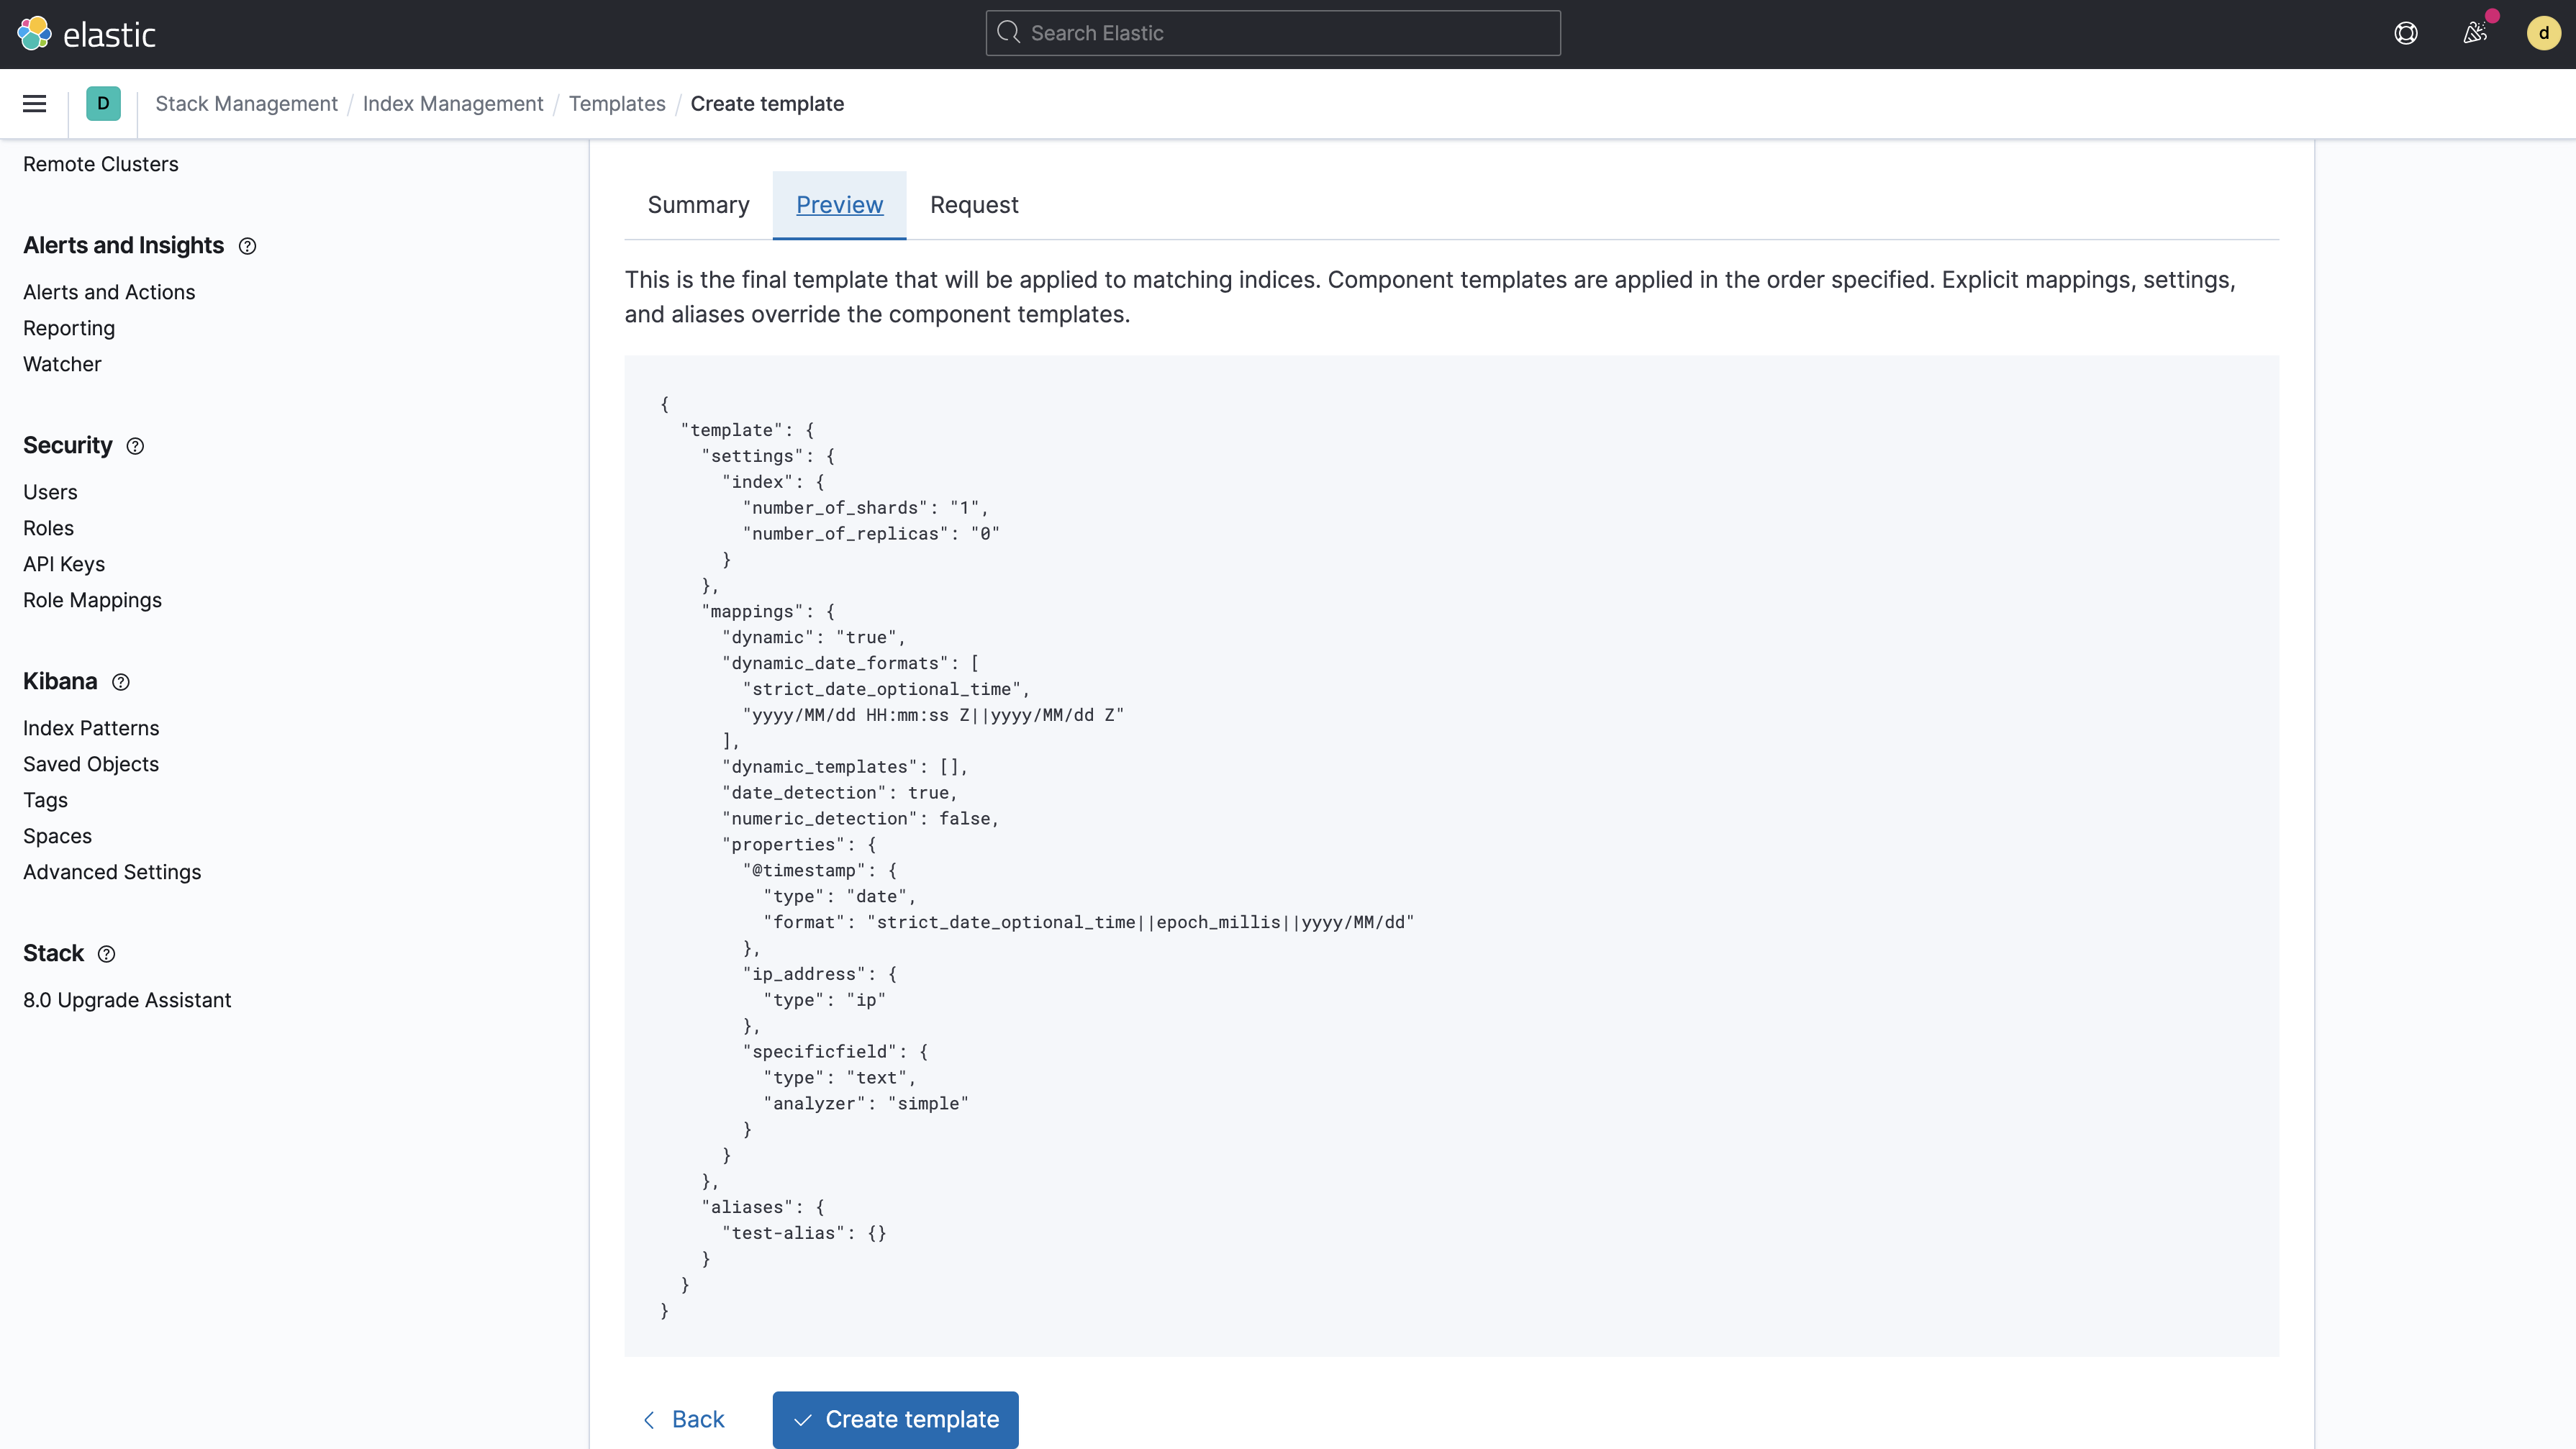 elastic
Search Elastic
d
D
Stack Management / Index Management / Templates / Create template
Remote Clusters
Alerts and Insights
Alerts and Actions
Reporting
Watcher
Security
Users
Roles
API Keys
Role Mappings
Kibana
Index Patterns
Saved Objects
Tags
Spaces
Advanced Settings
Stack
8.0 Upgrade Assistant
Summary Preview Request
This is the final template that will be applied to matching indices. Component templates are applied in the order specified. Explicit mappings, settings,
and aliases override the component templates.
{
  "template": {
    "settings": {
      "index": {
        "number_of_shards": "1",
        "number_of_replicas": "0"
      }
    },
    "mappings": {
      "dynamic": "true",
      "dynamic_date_formats": [
        "strict_date_optional_time",
        "yyyy/MM/dd HH:mm:ss Z||yyyy/MM/dd Z"
      ],
      "dynamic_templates": [],
      "date_detection": true,
      "numeric_detection": false,
      "properties": {
        "@timestamp": {
          "type": "date",
          "format": "strict_date_optional_time||epoch_millis||yyyy/MM/dd"
        },
        "ip_address": {
          "type": "ip"
        },
        "specificfield": {
          "type": "text",
          "analyzer": "simple"
        }
      }
    },
    "aliases": {
      "test-alias": {}
    }
  }
}
Back
Create template